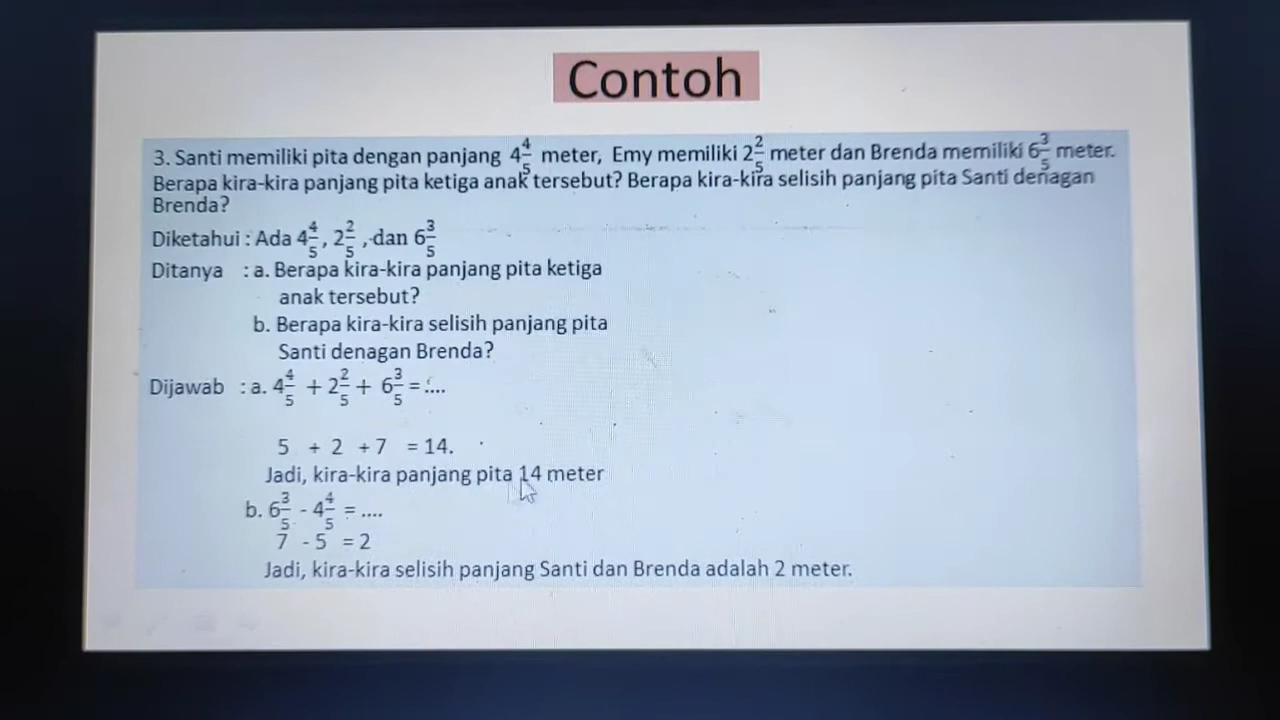 Contoh
3. Santi memiliki pita dengan panjang 4 4/5 meter, Emy memiliki 2 2/5 meter dan Brenda memiliki 6 3/5 meter.
Berapa kira-kira panjang pita ketiga anak tersebut? Berapa kira-kira selisih panjang pita Santi denagan
Brenda?
Diketahui : Ada 4 4/5, 2 2/5, dan 6 3/5
Ditanya : a. Berapa kira-kira panjang pita ketiga
anak tersebut?
b. Berapa kira-kira selisih panjang pita
Santi denagan Brenda?
Dijawab : a. 4 4/5 + 2 2/5 + 6 3/5 = ....
5 + 2 + 7 = 14.
Jadi, kira-kira panjang pita 14 meter
b. 6 3/5 - 4 4/5 = ....
7 - 5 = 2
Jadi, kira-kira selisih panjang Santi dan Brenda adalah 2 meter.